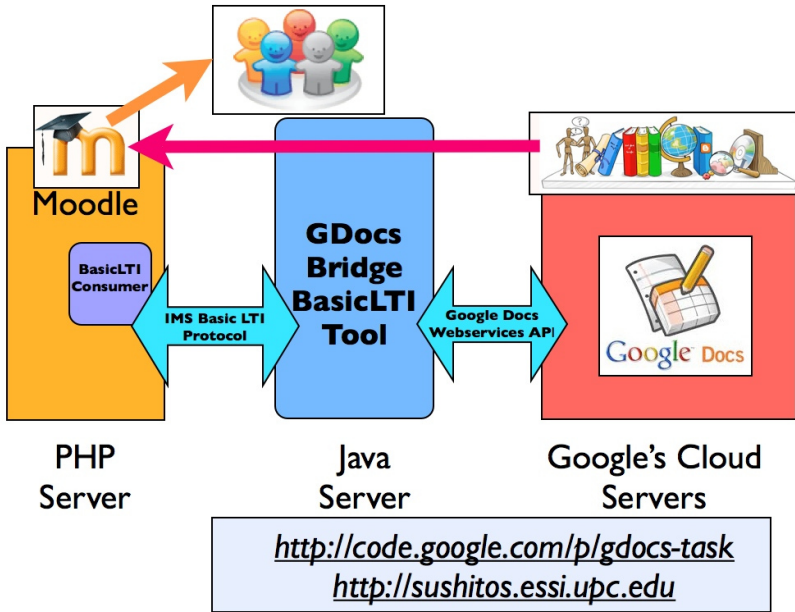 m
Moodle
BasicLTI
Consumer
IMS Basic LTI
Protocol
GDocs
Bridge
BasicLTI
Tool
Google Docs
Webservices API
Google Docs
PHP
Server
Java
Server
Google's Cloud
Servers
http://code.google.com/p/gdocs-task
http://sushitos.essi.upc.edu